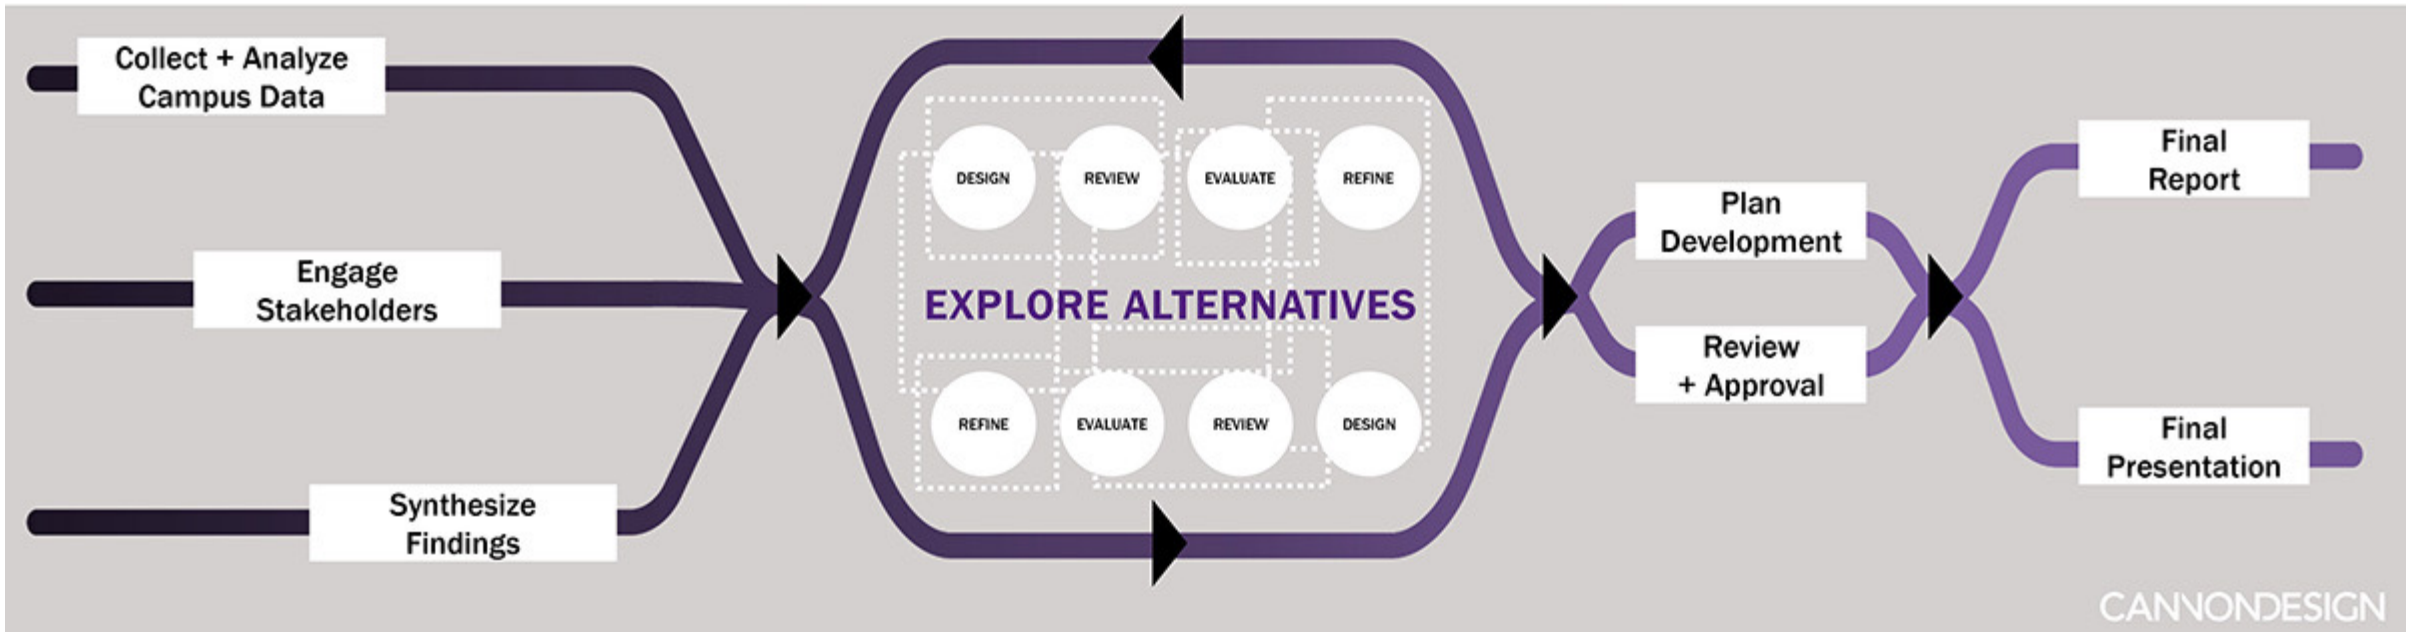 Collect + Analyze
Campus Data
Engage
Stakeholders
Synthesize
Findings
DESIGN
REVIEW
EVALUATE
REFINE
EXPLORE ALTERNATIVES
REFINE
EVALUATE
REVIEW
DESIGN
Plan
Development
Review
+ Approval
Final
Report
Final
Presentation
CANNONDESIGN